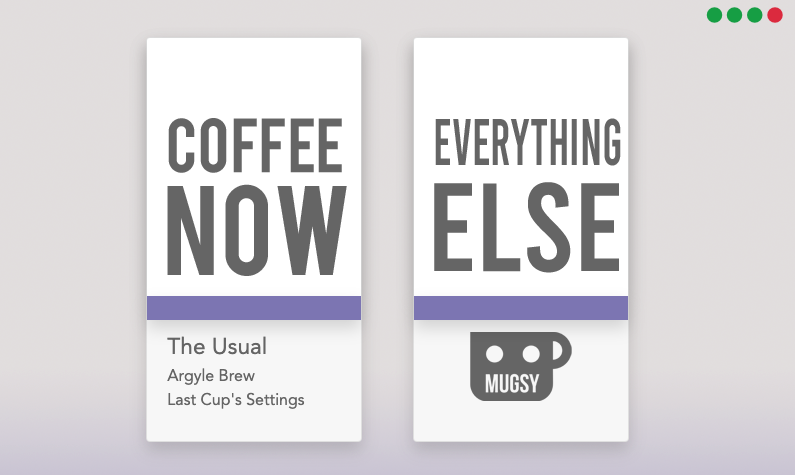 COFFEE
NOW
The Usual
Argyle Brew
Last Cup's Settings
EVERYTHING
ELSE
MUGSY